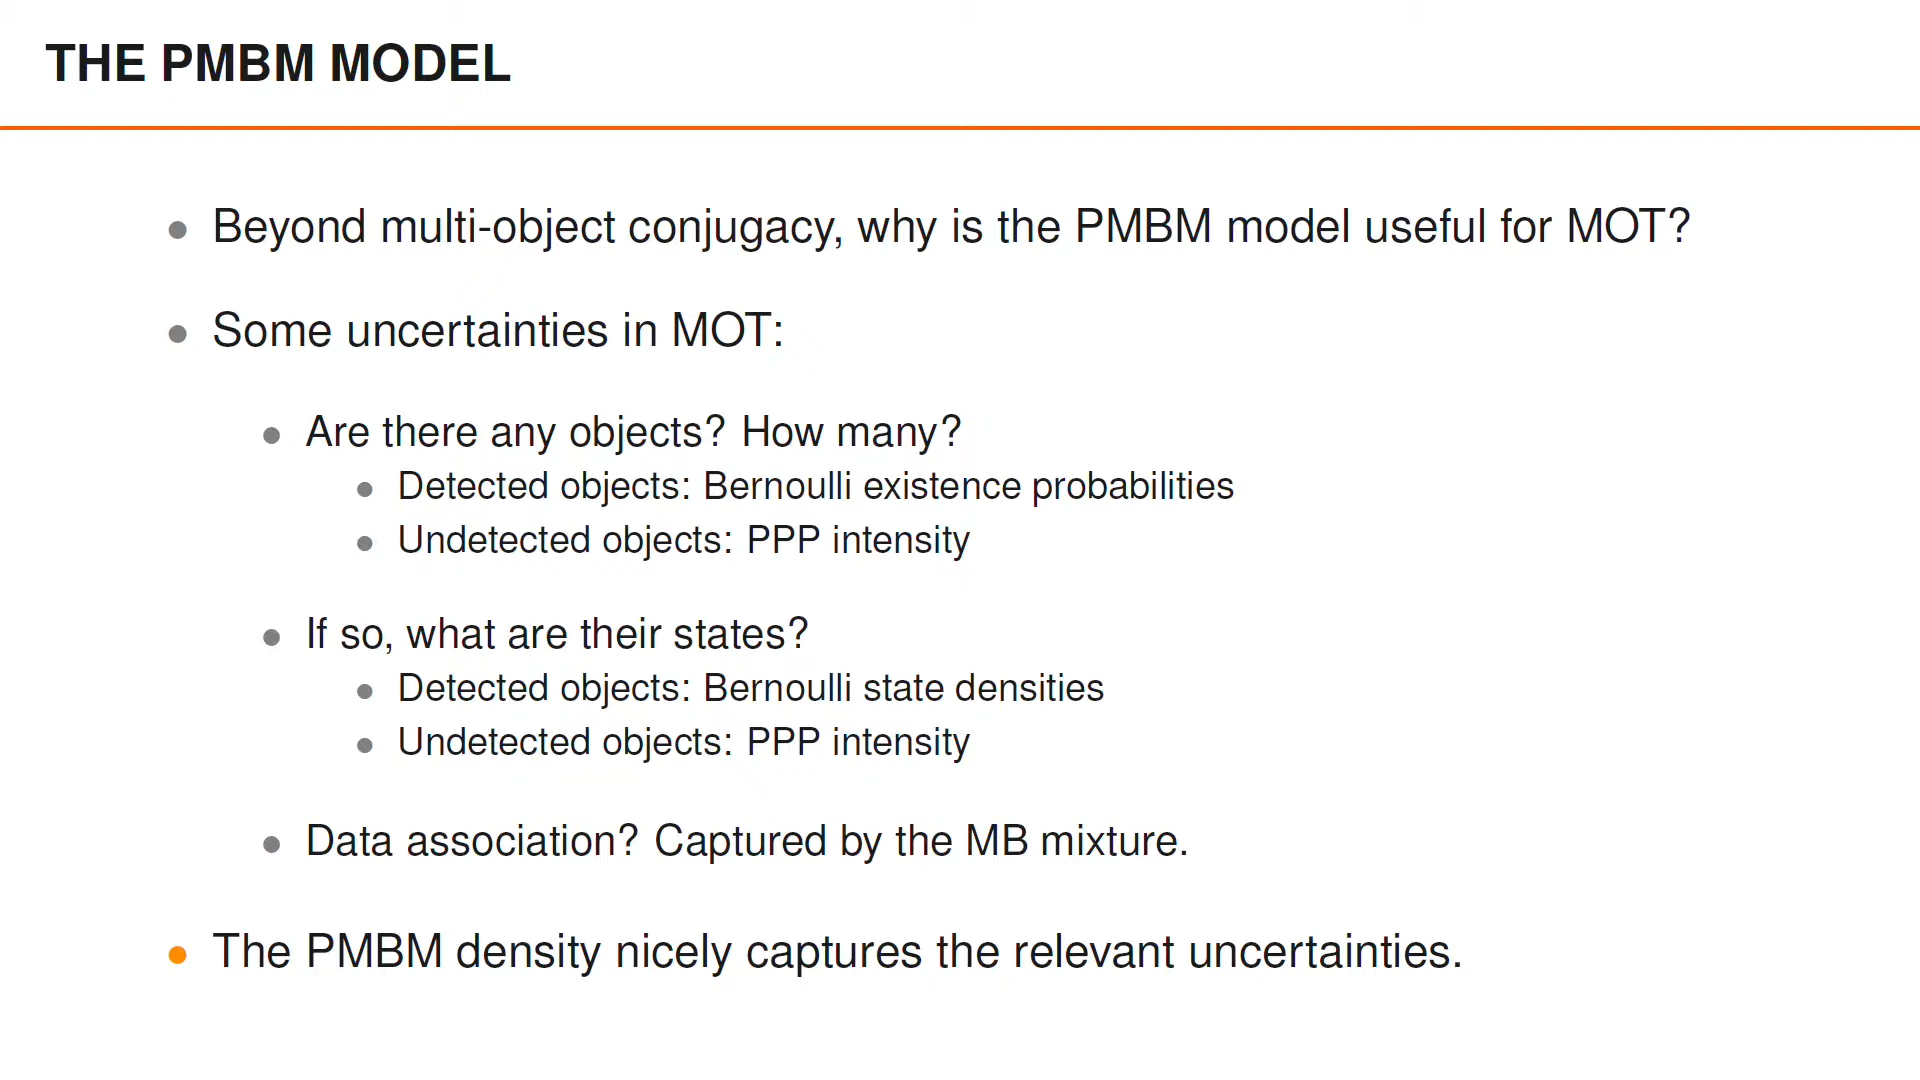 THE PMBM MODEL
Beyond multi-object conjugacy, why is the PMBM model useful for MOT?
Some uncertainties in MOT:
Are there any objects? How many?
Detected objects: Bernoulli existence probabilities
Undetected objects: PPP intensity
If so, what are their states?
Detected objects: Bernoulli state densities
Undetected objects: PPP intensity
Data association? Captured by the MB mixture.
The PMBM density nicely captures the relevant uncertainties.